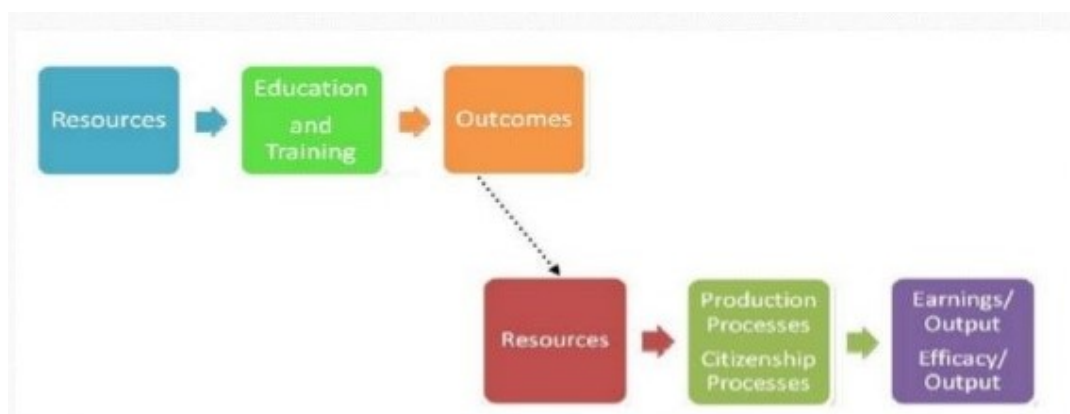 Resources
Education
and
Training
Outcomes
Resources
Production
Processes
Citizenship
Processes
Earnings/
Output
Efficacy/
Output